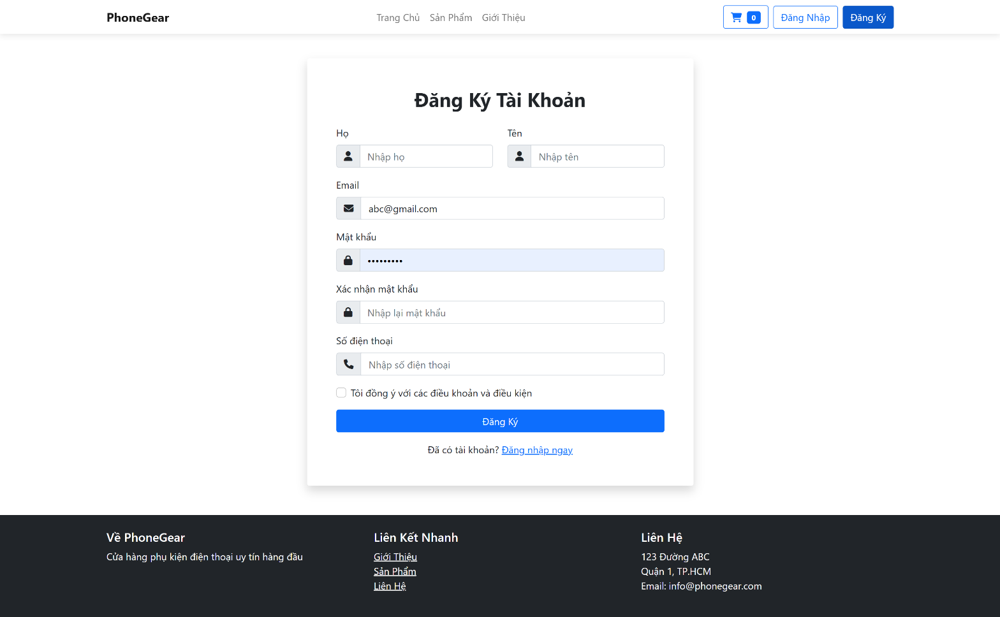 PhoneGear
Trang Chủ Sản Phẩm Giới Thiệu
0
Đăng Nhập
Đăng Ký
Đăng Ký Tài Khoản
Họ
Tên
Nhập họ
Nhập tên
Email
abc@gmail.com
Mật khẩu
•••••••••
Xác nhận mật khẩu
Nhập lại mật khẩu
Số điện thoại
Nhập số điện thoại
Tôi đồng ý với các điều khoản và điều kiện
Đăng Ký
Đã có tài khoản? Đăng nhập ngay
Về PhoneGear
Cửa hàng phụ kiện điện thoại uy tín hàng đầu
Liên Kết Nhanh
Giới Thiệu
Sản Phẩm
Liên Hệ
Liên Hệ
123 Đường ABC
Quận 1, TP.HCM
Email: info@phonegear.com